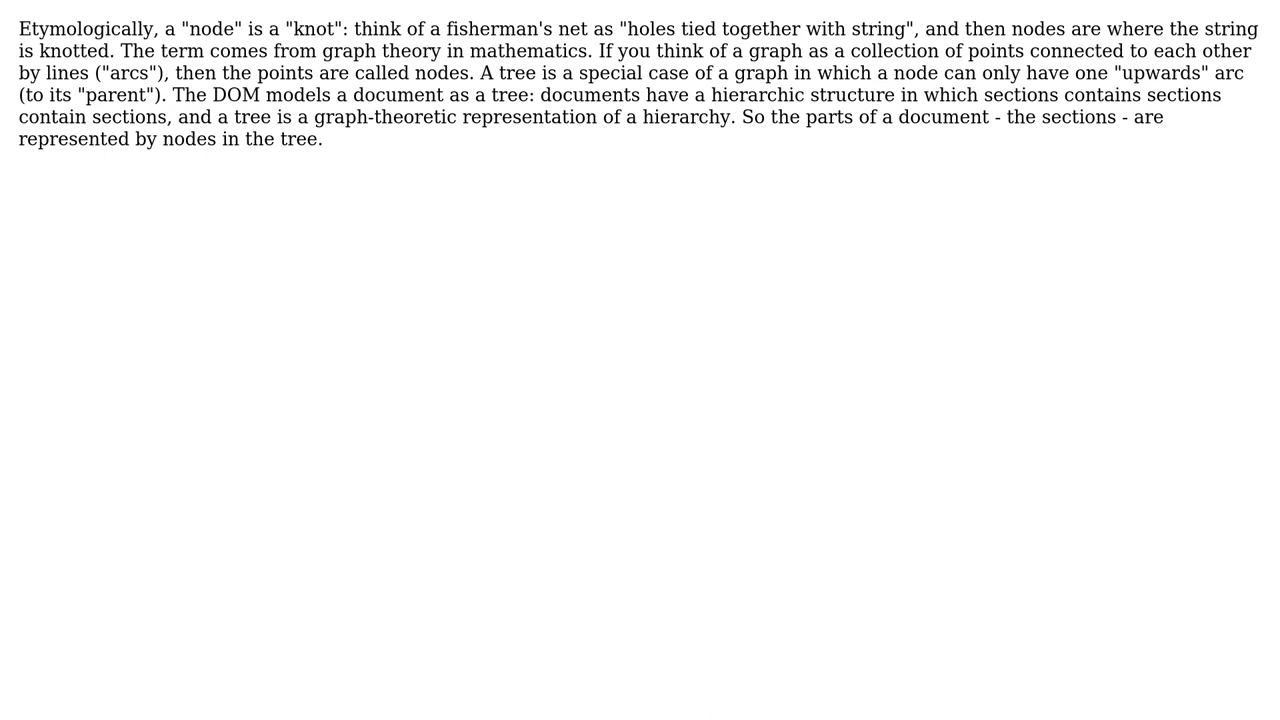 Etymologically, a "node" is a "knot": think of a fisherman's net as "holes tied together with string", and then nodes are where the string
is knotted. The term comes from graph theory in mathematics. If you think of a graph as a collection of points connected to each other
by lines ("arcs"), then the points are called nodes. A tree is a special case of a graph in which a node can only have one "upwards" arc
(to its "parent"). The DOM models a document as a tree: documents have a hierarchic structure in which sections contains sections
contain sections, and a tree is a graph-theoretic representation of a hierarchy. So the parts of a document - the sections - are
represented by nodes in the tree.